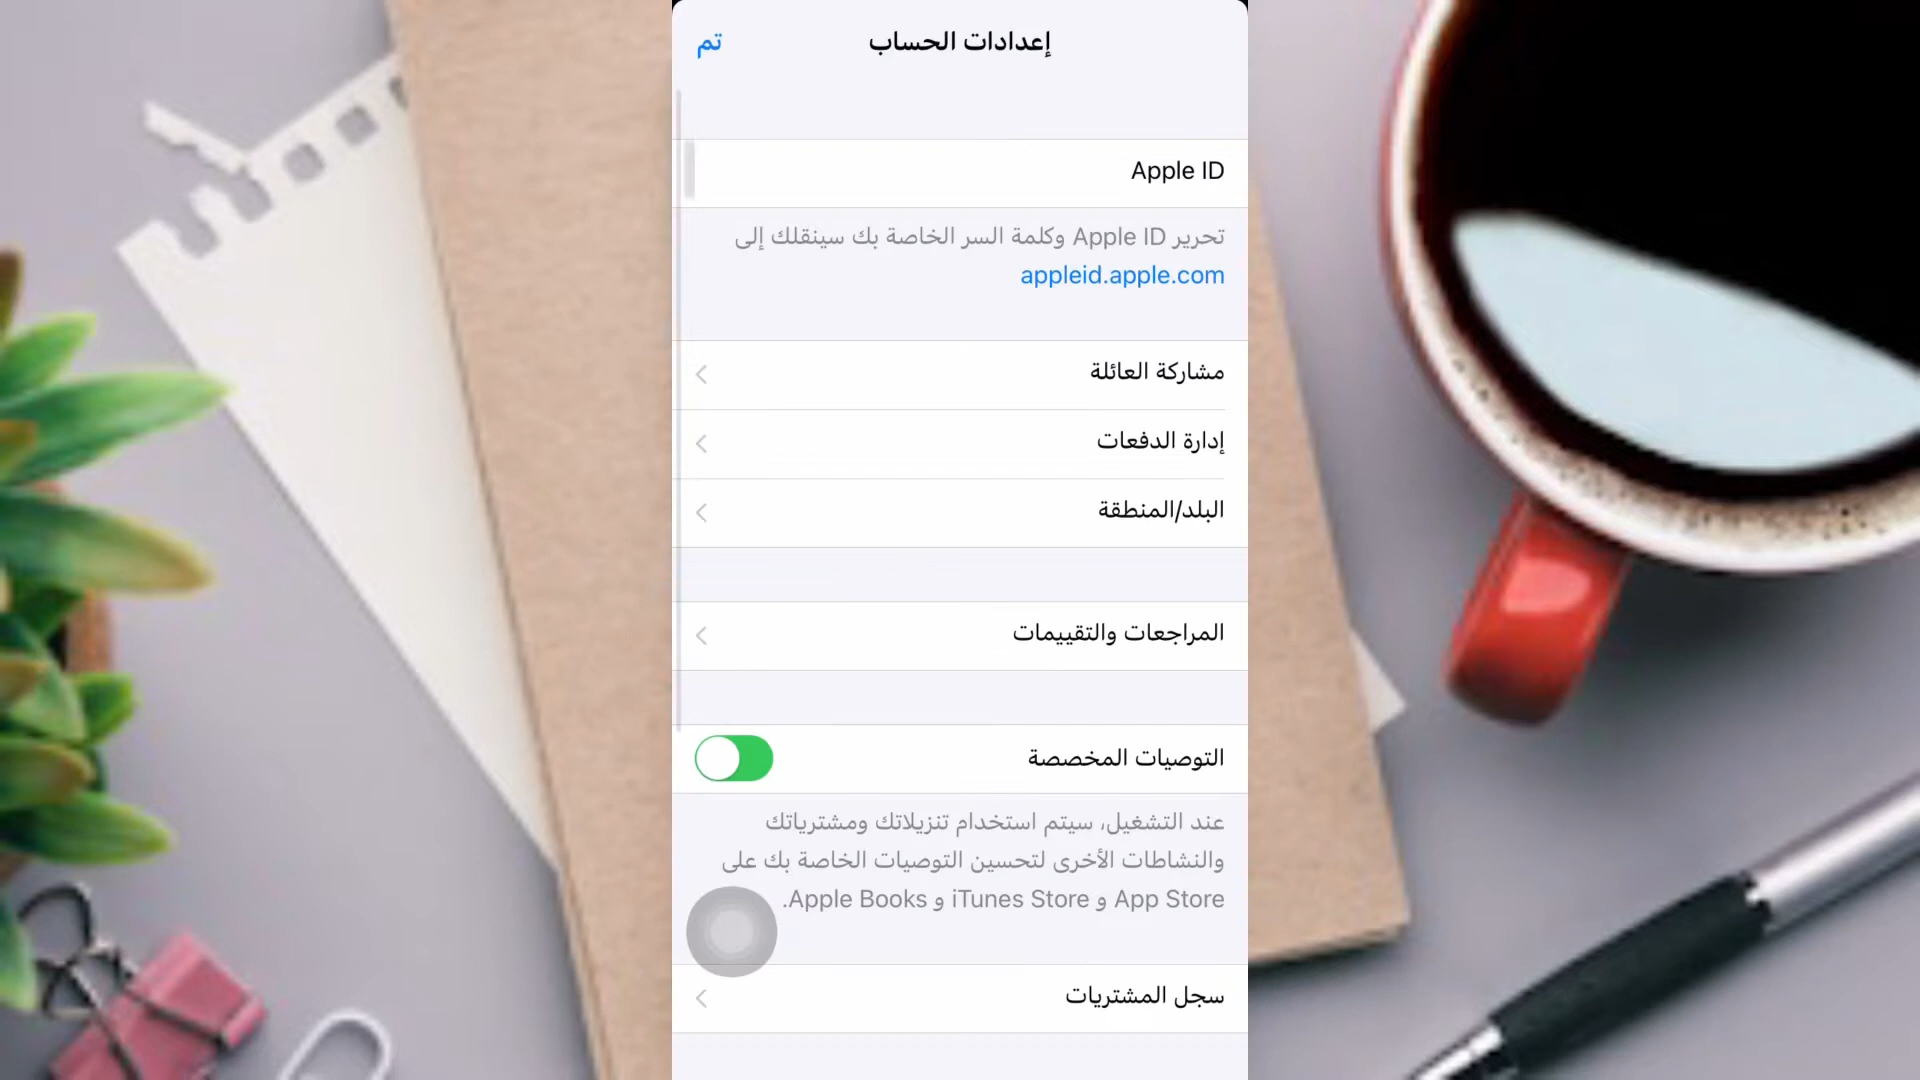 إعدادات الحساب
تم
Apple ID
تحرير Apple ID وكلمة السر الخاصة بك سينقلك إلى
appleid.apple.com
مشاركة العائلة
إدارة الدفعات
البلد/المنطقة
المراجعات والتقييمات
التوصيات المخصصة
عند التشغيل، سيتم استخدام تنزيلاتك ومشترياتك
والنشاطات الأخرى لتحسين التوصيات الخاصة بك على
App Store و iTunes Store و Apple Books.
سجل المشتريات